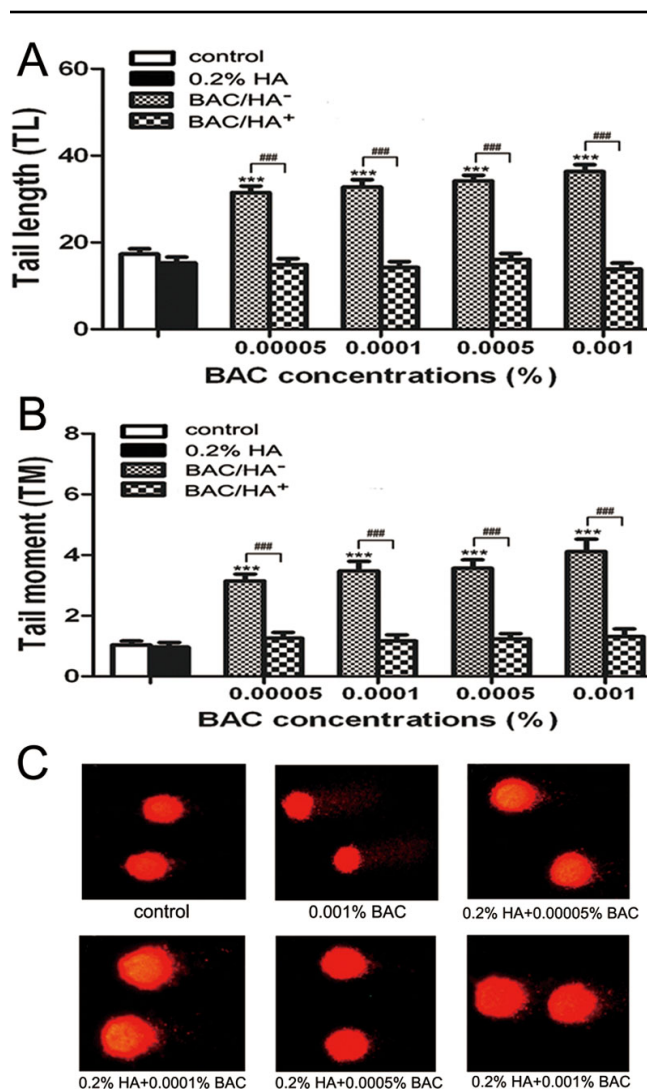 A
60
40
20
0
Tail length (TL)
control
0.2% HA
BAC/HA⁻
BAC/HA⁺
*** ### *** ### *** ### *** ###
0.00005 0.0001 0.0005 0.001
BAC concentrations (%)
B
8
6
4
2
0
Tail moment (TM)
control
0.2% HA
BAC/HA⁻
BAC/HA⁺
*** ### *** ### *** ### *** ###
0.00005 0.0001 0.0005 0.001
BAC concentrations (%)
C
control 0.001% BAC 0.2% HA+0.00005% BAC
0.2% HA+0.0001% BAC 0.2% HA+0.0005% BAC 0.2% HA+0.001% BAC